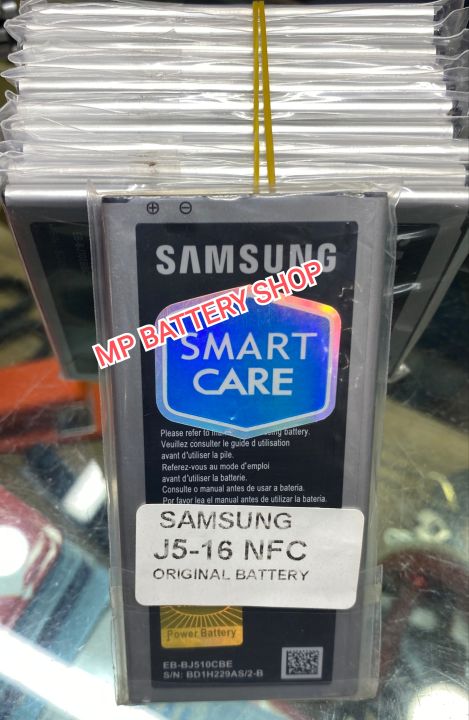 SAMSUNG
MP BATTERY SHOP
SMART
CARE
Please refer to battery.
Veuillez consulter le guide d utilisation
avant d'utiliser la pile.
Referez-vous au mode d'emploi
avant d'utiliser la batterie.
Consulte o manual antes de usar a bateria.
Por favor lea el manual antes de utilizar la bateria.
SAMSUNG
J5-16 NFC
ORIGINAL BATTERY
Power Battery
EB-BJ510CBE
S/N: BD1H229AS/2-B